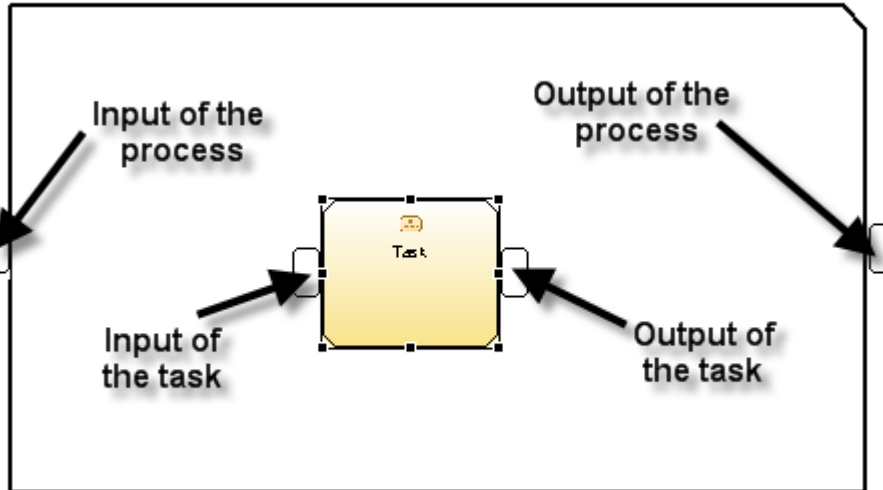 Input of the
process
Output of the
process
Task
Input of
the task
Output of
the task